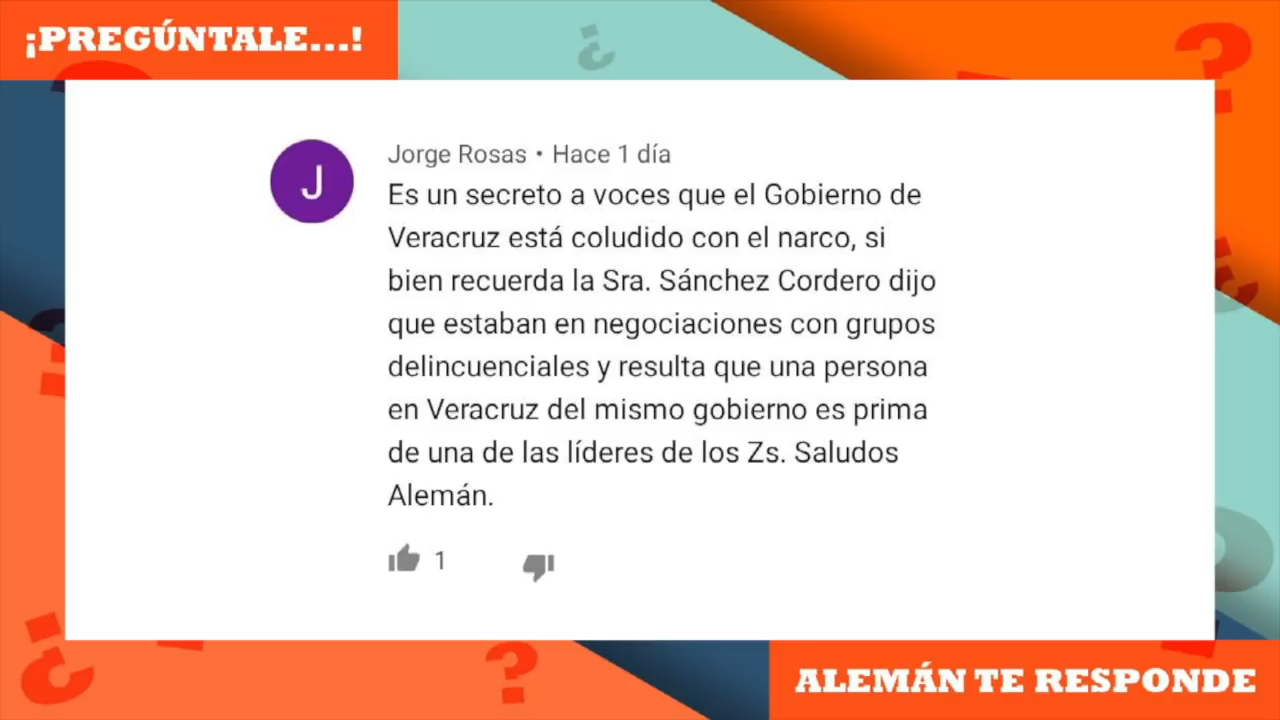 ¡PREGÚNTALE...!
Jorge Rosas • Hace 1 día
J
Es un secreto a voces que el Gobierno de
Veracruz está coludido con el narco, si
bien recuerda la Sra. Sánchez Cordero dijo
que estaban en negociaciones con grupos
delincuenciales y resulta que una persona
en Veracruz del mismo gobierno es prima
de una de las líderes de los Zs. Saludos
Alemán.
1
ALEMÁN TE RESPONDE